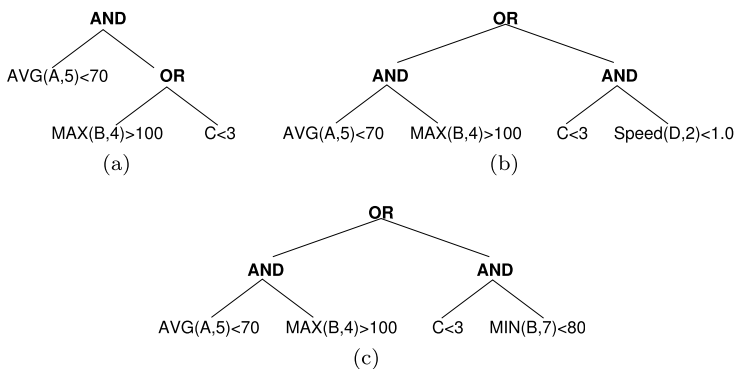 AND
AVG(A,5)<70 OR
MAX(B,4)>100 C<3
(a)
OR
AND AND
AVG(A,5)<70 MAX(B,4)>100 C<3 Speed(D,2)<1.0
(b)
OR
AND AND
AVG(A,5)<70 MAX(B,4)>100 C<3 MIN(B,7)<80
(c)